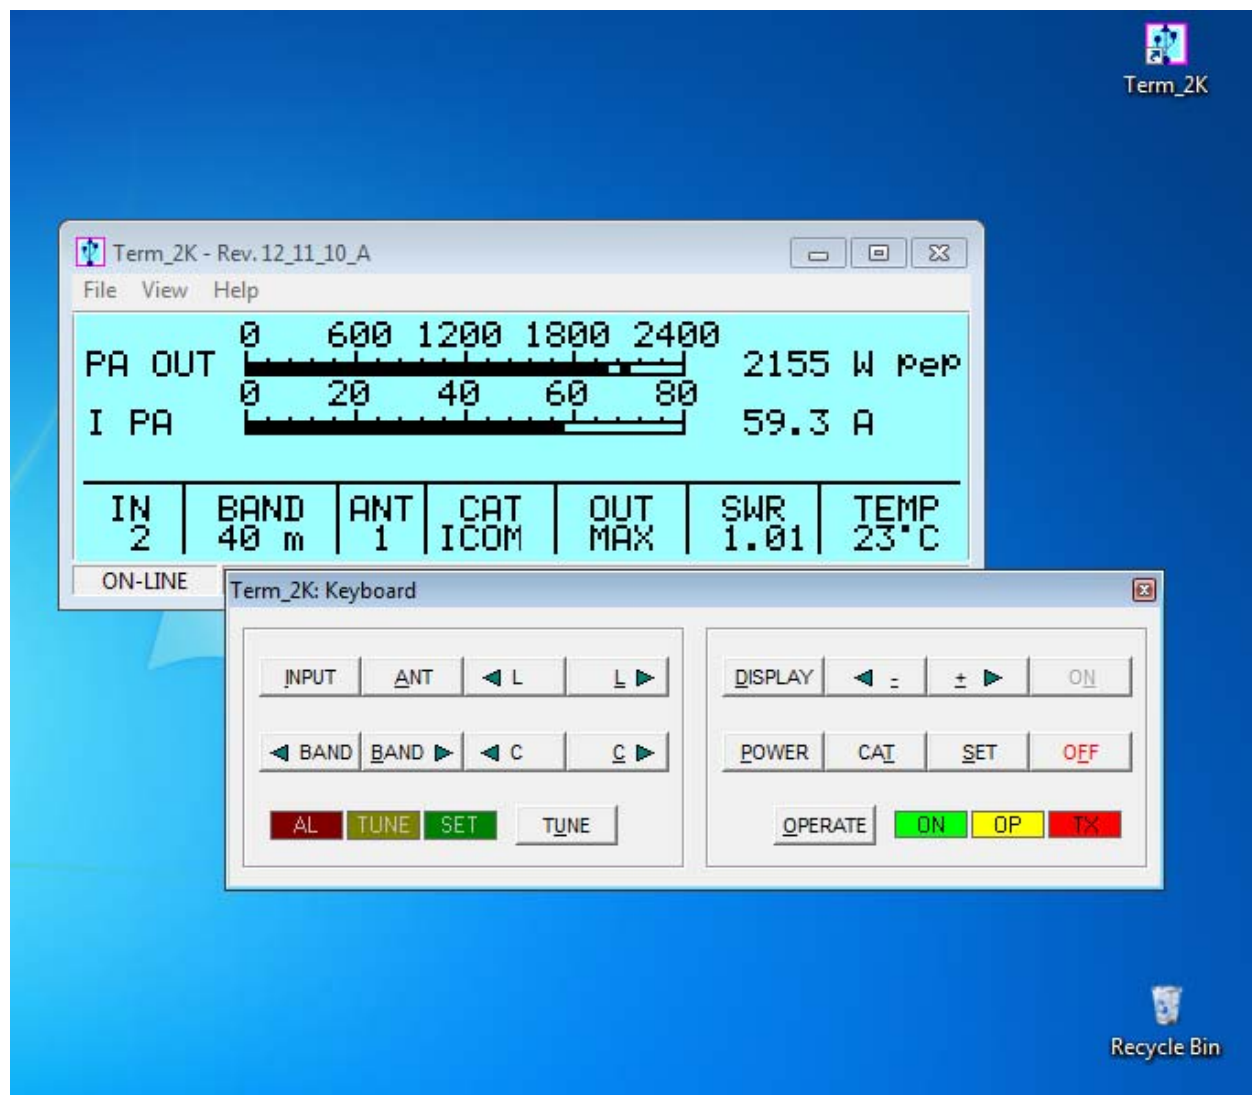 Term_2K
Term_2K - Rev. 12_11_10_A
File View Help
0 600 1200 1800 2400
PA OUT 2155 W pep
0 20 40 60 80
I PA 59.3 A
IN BAND ANT CAT OUT SWR TEMP
2 40 m 1 ICOM MAX 1.01 23°C
ON-LINE
Term_2K: Keyboard
INPUT ANT L L DISPLAY - + ON
BAND BAND C C POWER CAT SET OFF
AL TUNE SET TUNE OPERATE ON OP TX
Recycle Bin